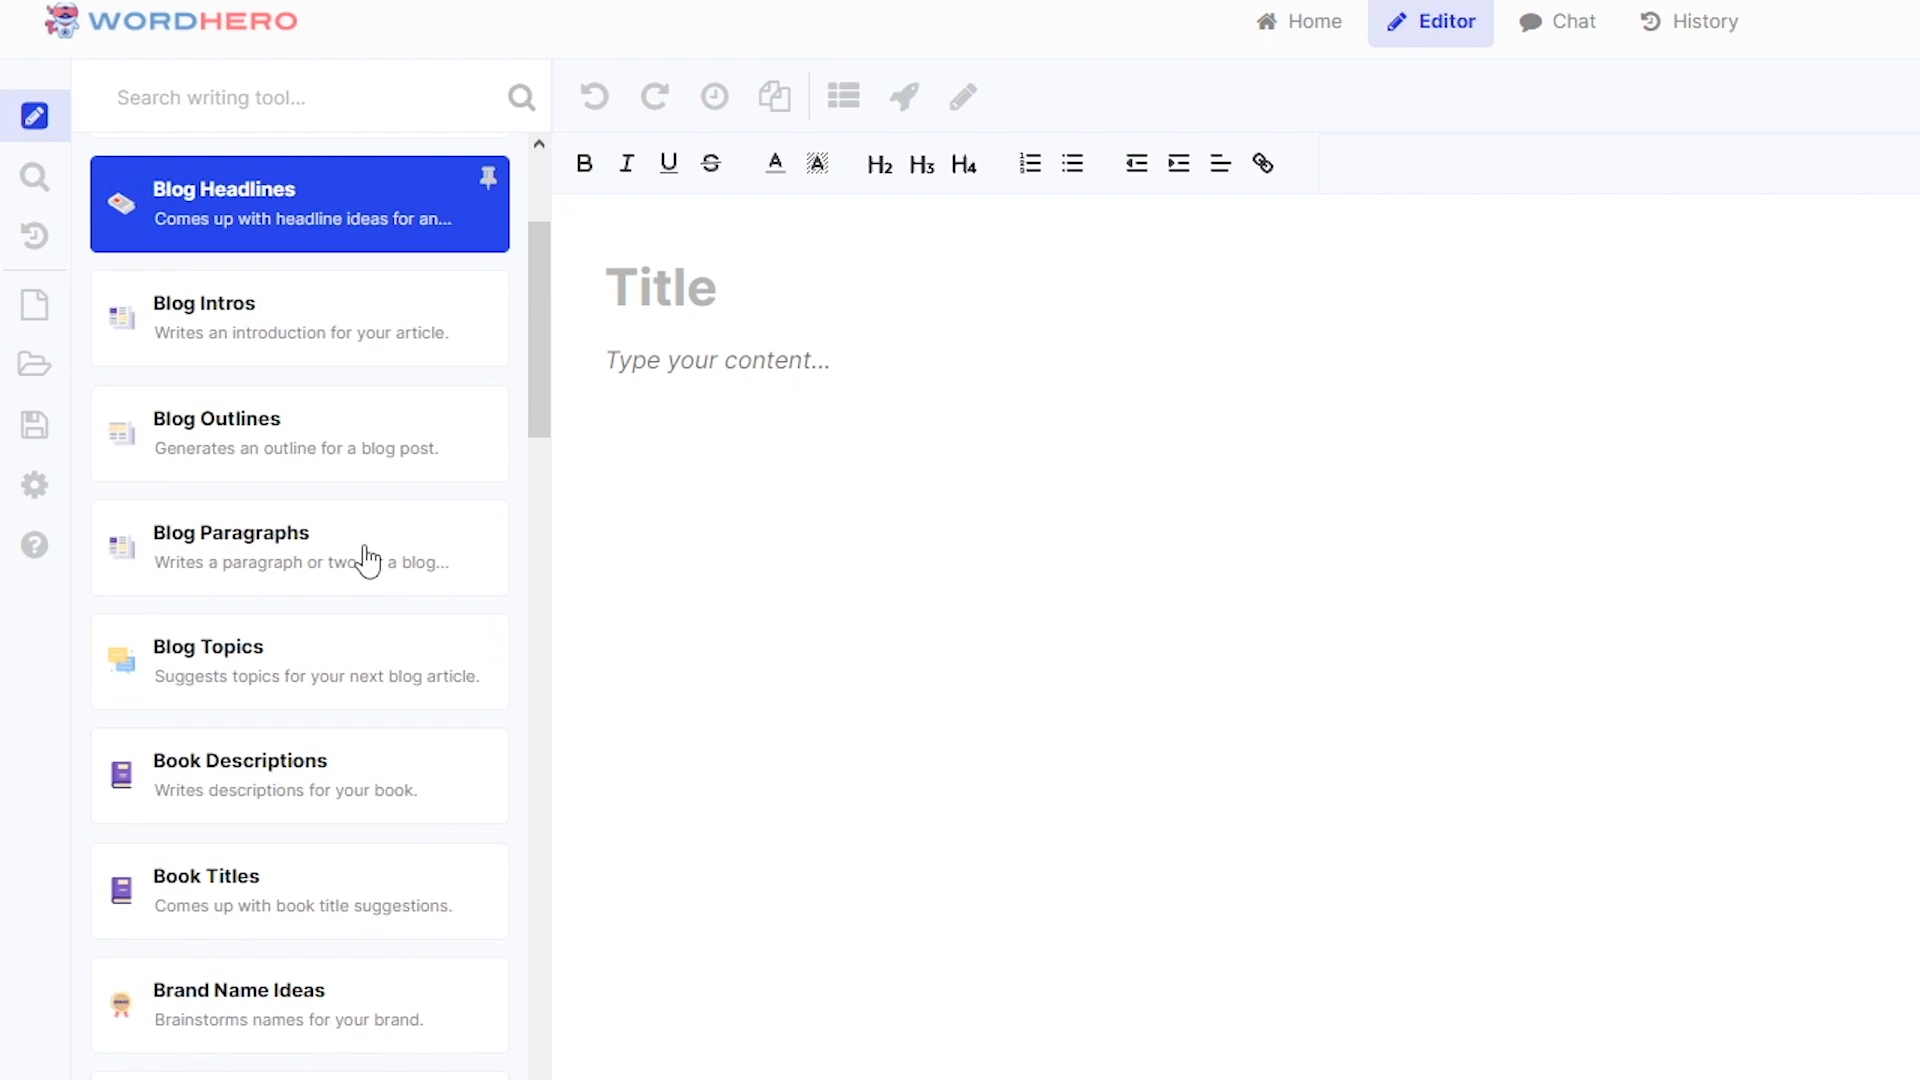 WORDHERO
Home
Editor
Chat
History
Search writing tool...
B I U S A A H2 H3 H4
Blog Headlines
Comes up with headline ideas for an...
Blog Intros
Writes an introduction for your article.
Blog Outlines
Generates an outline for a blog post.
Blog Paragraphs
Writes a paragraph or two a blog...
Blog Topics
Suggests topics for your next blog article.
Book Descriptions
Writes descriptions for your book.
Book Titles
Comes up with book title suggestions.
Brand Name Ideas
Brainstorms names for your brand.
Title
Type your content...